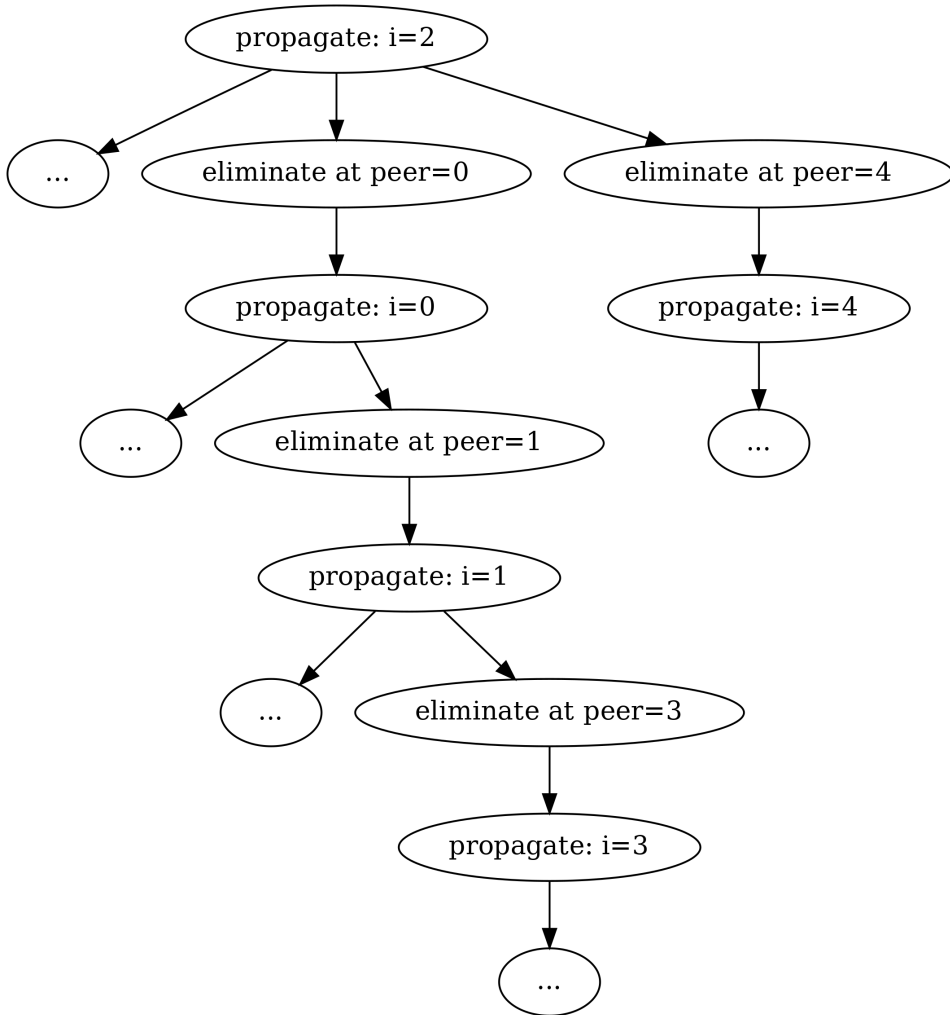 propagate: i=2
...
eliminate at peer=0
eliminate at peer=4
propagate: i=0
propagate: i=4
...
eliminate at peer=1
...
propagate: i=1
...
eliminate at peer=3
propagate: i=3
...